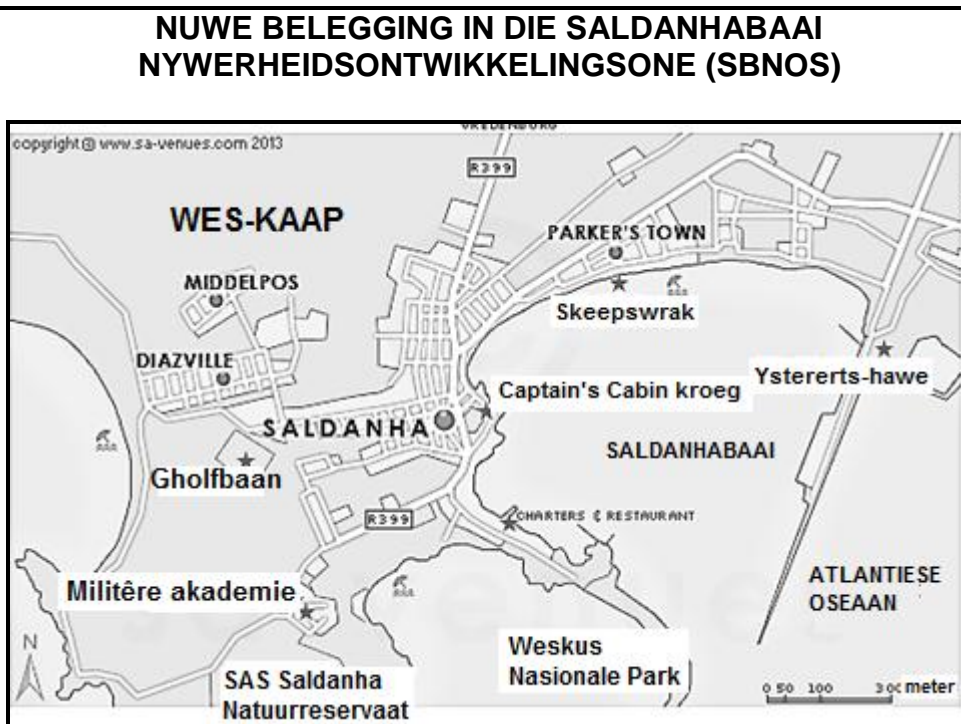 NUWE BELEGGING IN DIE SALDANHABAAI
NYWERHEIDSONTWIKKELINGSONE (SBNOS)
VREDENBURG
copyright@ www.sa-venues.com 2013
R399
WES-KAAP
PARKER'S TOWN
MIDDELPOS
Skeepswrak
DIAZVILLE
Ystererts-hawe
Captain's Cabin kroeg
SALDANHA
SALDANHABAAI
Gholfbaan
R399
CHARTERS & RESTAURANT
ATLANTIESE
OSEAAN
Militêre akademie
N
Weskus
Nasionale Park
SAS Saldanha
Natuurreservaat
0 50 100 300 meter